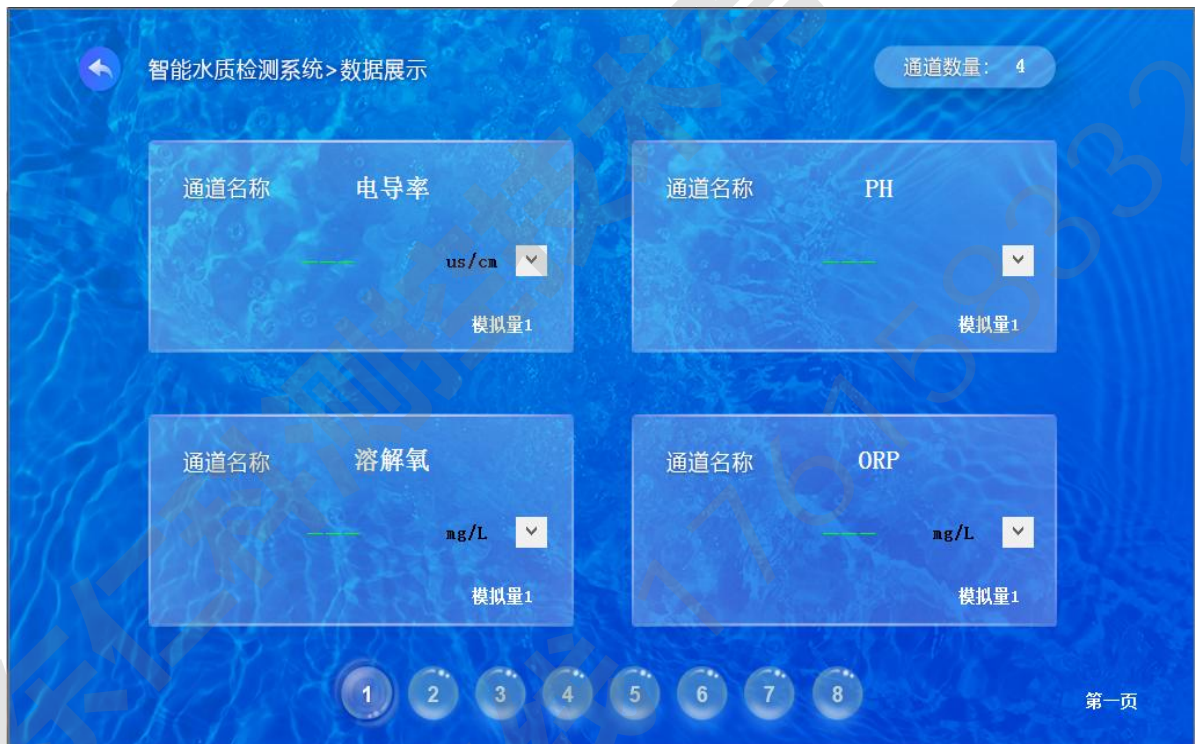 智能水质检测系统>数据展示
通道数量： 4
通道名称 电导率
--- us/cm
模拟量1
通道名称 PH
---
模拟量1
通道名称 溶解氧
--- mg/L
模拟量1
通道名称 ORP
--- mg/L
模拟量1
1 2 3 4 5 6 7 8
第一页